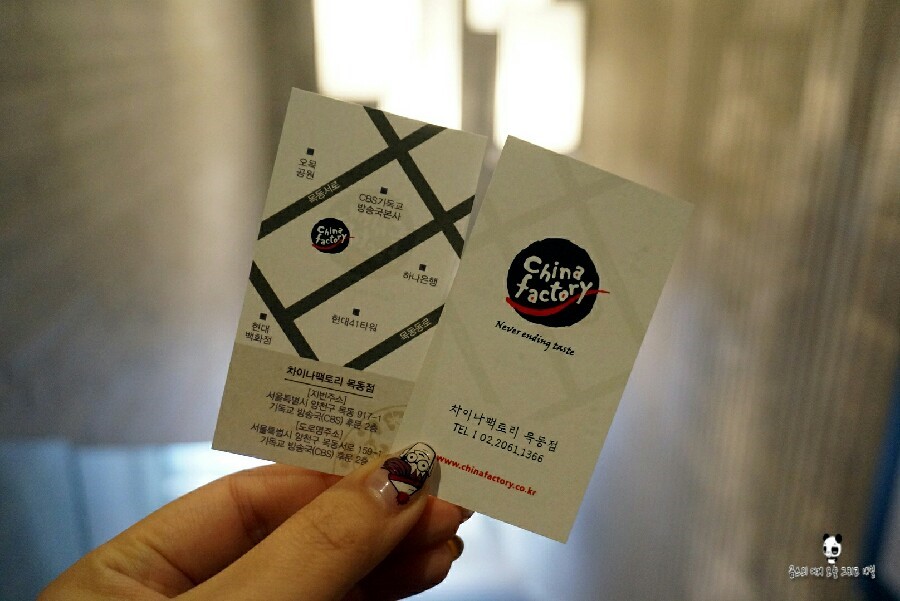 오목
공원
목동서로
CBS기독교
방송국본사
China
factory
하나은행
현대41타워
현대
백화점
목동동로
차이나팩토리 목동점
[지번주소]
서울특별시 양천구 목동 917-1
기독교 방송국(CBS) 후문 2층
[도로명주소]
서울특별시 양천구 목동서로 159-1
기독교 방송국(CBS) 후문 2층
China
factory
Never ending taste
차이나팩토리 목동점
TEL I 02.2061.1366
www.chinafactory.co.kr